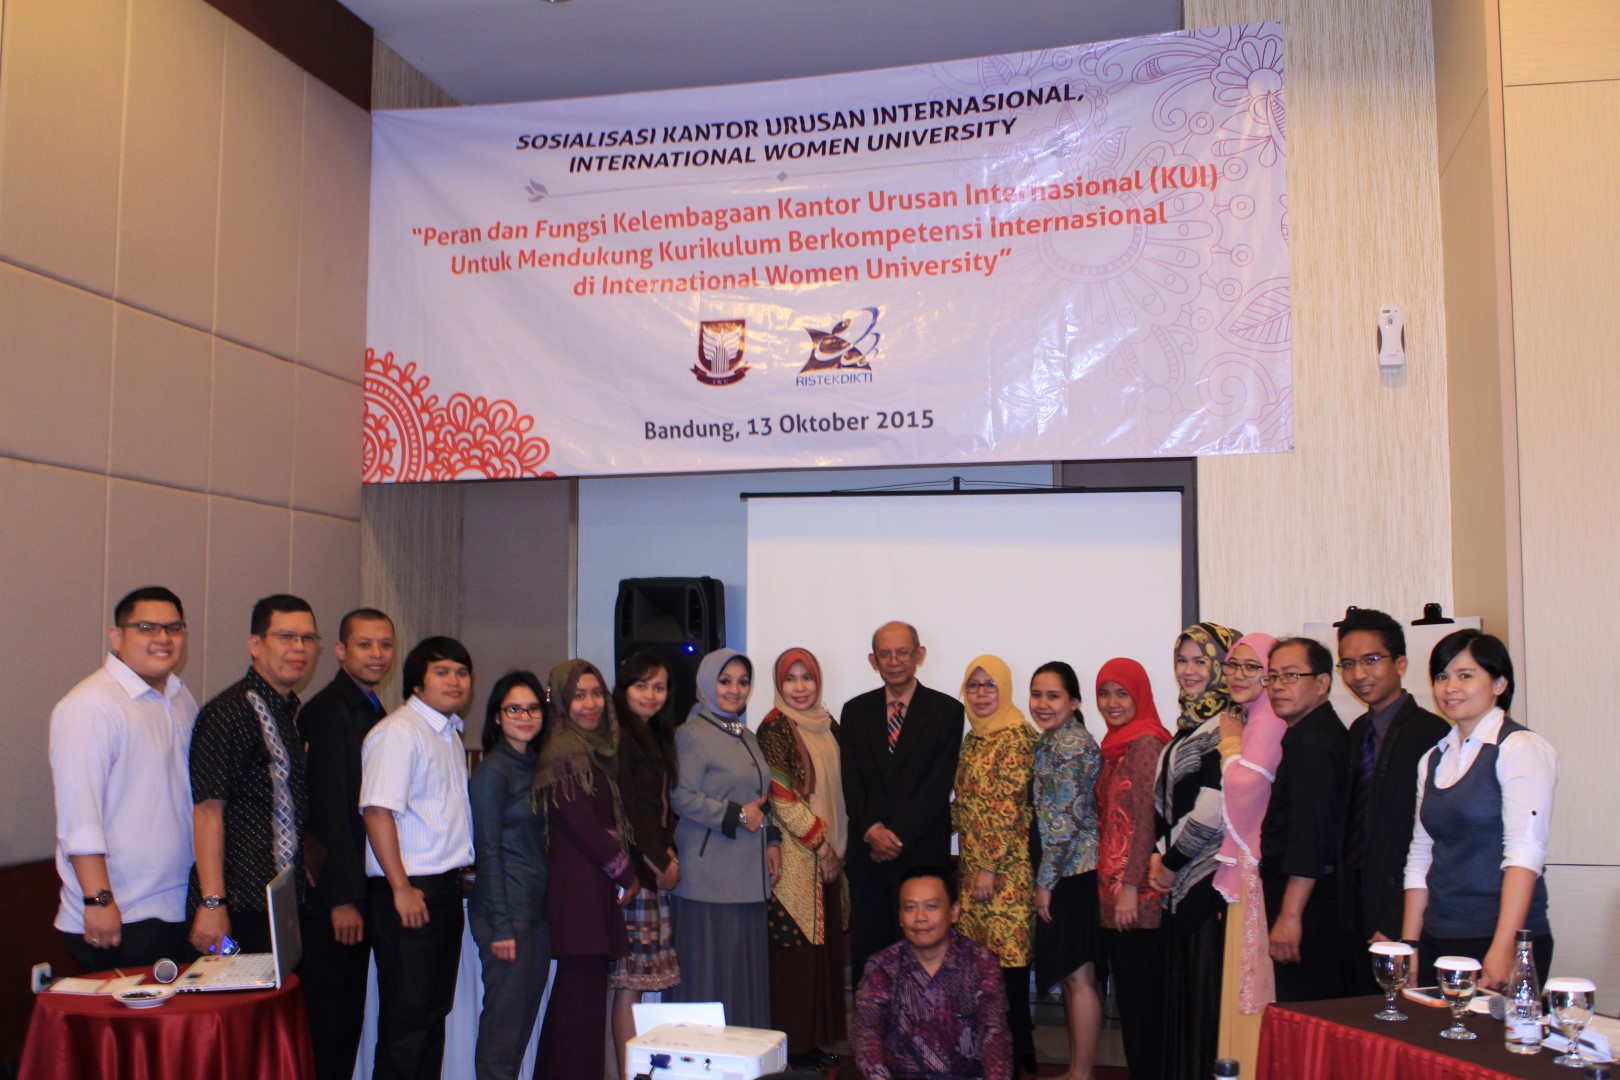 SOSIALISASI KANTOR URUSAN INTERNASIONAL,
INTERNATIONAL WOMEN UNIVERSITY
“Peran dan Fungsi Kelembagaan Kantor Urusan Internasional (KUI)
Untuk Mendukung Kurikulum Berkompetensi Internasional
di International Women University”
IWU
RISTEKDIKTI
Bandung, 13 Oktober 2015